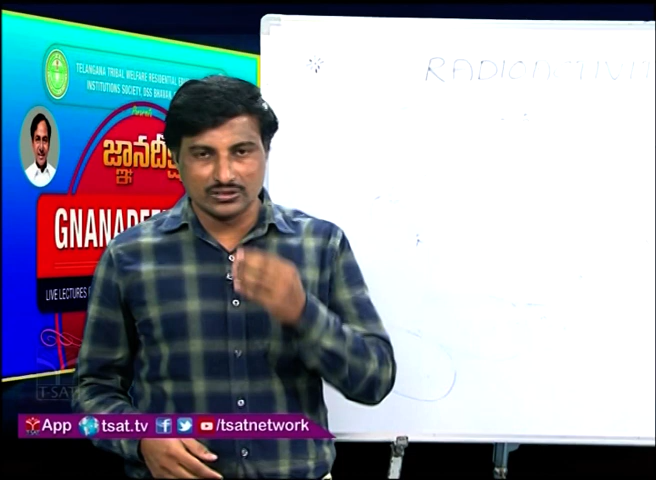 TELANGANA TRIBAL WELFARE RESIDENTIAL
INSTITUTIONS SOCIETY, DSS BHAVAN,
జ్ఞానదీక్ష
GNANADEE
LIVE LECTURES
RADIOACTIVIT
T-SAT
App tsat.tv /tsatnetwork